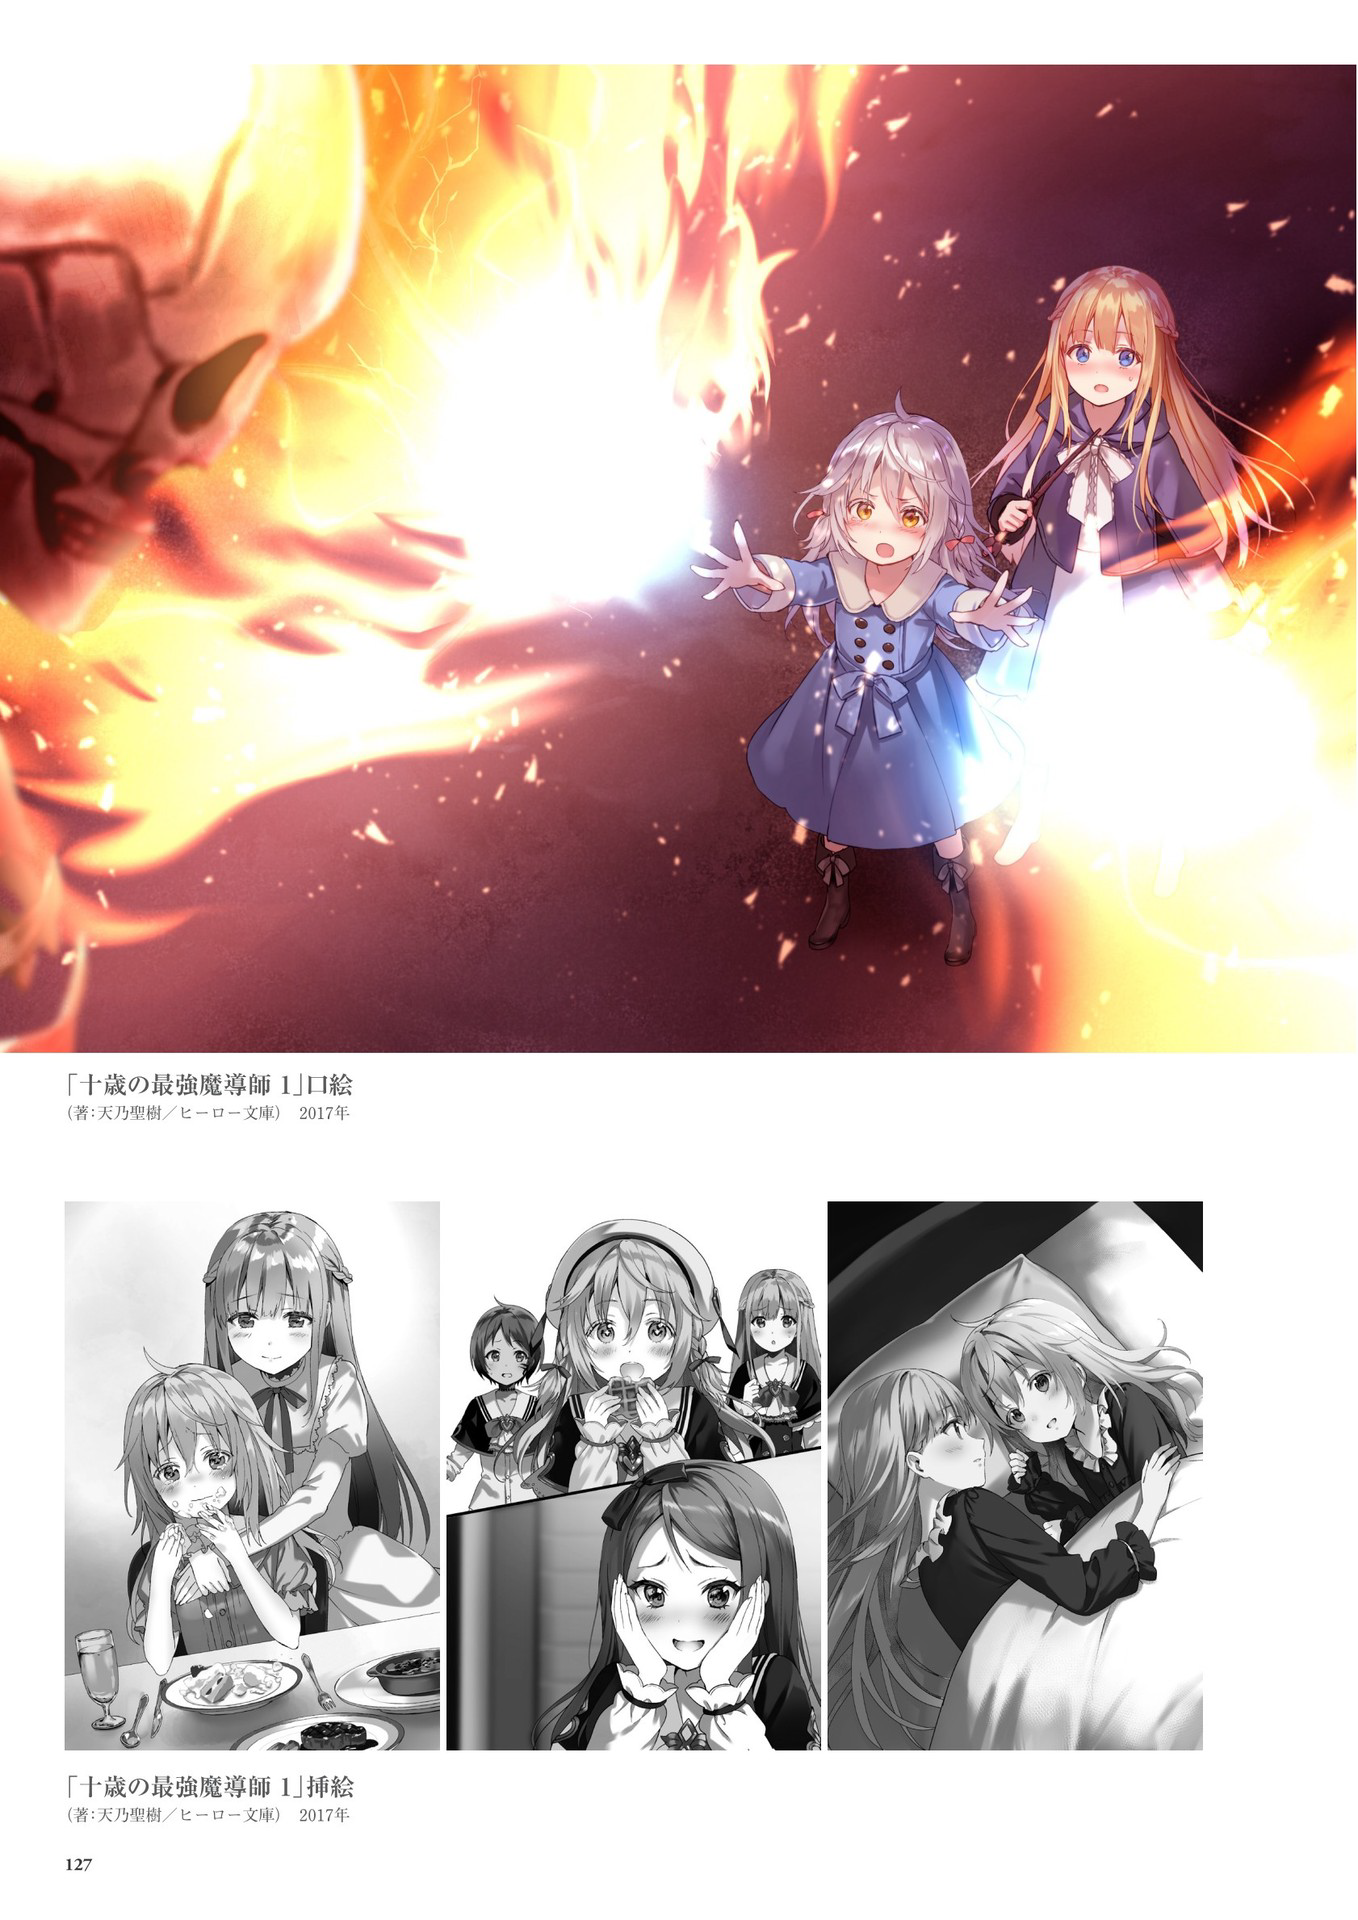 「十歳の最強魔導師 1」口絵
（著：天乃聖樹／ヒーロー文庫）　2017年
「十歳の最強魔導師 1」挿絵
（著：天乃聖樹／ヒーロー文庫）　2017年
127